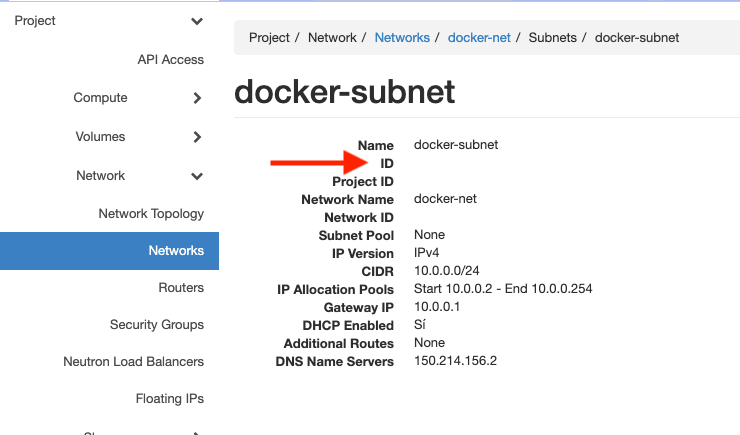 Project
API Access
Compute
Volumes
Network
Network Topology
Networks
Routers
Security Groups
Neutron Load Balancers
Floating IPs
Project / Network / Networks / docker-net / Subnets / docker-subnet
docker-subnet
Name docker-subnet
ID
Project ID
Network Name docker-net
Network ID
Subnet Pool None
IP Version IPv4
CIDR 10.0.0.0/24
IP Allocation Pools Start 10.0.0.2 - End 10.0.0.254
Gateway IP 10.0.0.1
DHCP Enabled Sí
Additional Routes None
DNS Name Servers 150.214.156.2